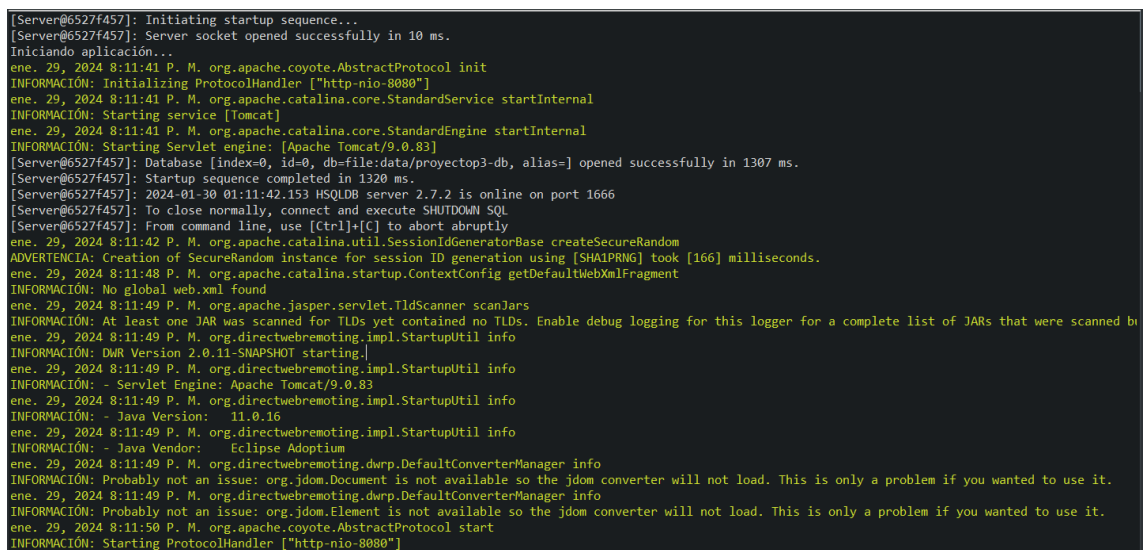 [Server@6527f457]: Initiating startup sequence...
[Server@6527f457]: Server socket opened successfully in 10 ms.
Iniciando aplicación...
ene. 29, 2024 8:11:41 P. M. org.apache.coyote.AbstractProtocol init
INFORMACIÓN: Initializing ProtocolHandler ["http-nio-8080"]
ene. 29, 2024 8:11:41 P. M. org.apache.catalina.core.StandardService startInternal
INFORMACIÓN: Starting service [Tomcat]
ene. 29, 2024 8:11:41 P. M. org.apache.catalina.core.StandardEngine startInternal
INFORMACIÓN: Starting Servlet engine: [Apache Tomcat/9.0.83]
[Server@6527f457]: Database [index=0, id=0, db=file:data/proyectop3-db, alias=] opened successfully in 1307 ms.
[Server@6527f457]: Startup sequence completed in 1320 ms.
[Server@6527f457]: 2024-01-30 01:11:42.153 HSQLDB server 2.7.2 is online on port 1666
[Server@6527f457]: To close normally, connect and execute SHUTDOWN SQL
[Server@6527f457]: From command line, use [Ctrl]+[C] to abort abruptly
ene. 29, 2024 8:11:42 P. M. org.apache.catalina.util.SessionIdGeneratorBase createSecureRandom
ADVERTENCIA: Creation of SecureRandom instance for session ID generation using [SHA1PRNG] took [166] milliseconds.
ene. 29, 2024 8:11:48 P. M. org.apache.catalina.startup.ContextConfig getDefaultWebXmlFragment
INFORMACIÓN: No global web.xml found
ene. 29, 2024 8:11:49 P. M. org.apache.jasper.servlet.TldScanner scanJars
INFORMACIÓN: At least one JAR was scanned for TLDs yet contained no TLDs. Enable debug logging for this logger for a complete list of JARs that were scanned
ene. 29, 2024 8:11:49 P. M. org.directwebremoting.impl.StartupUtil info
INFORMACIÓN: DWR Version 2.0.11-SNAPSHOT starting.
ene. 29, 2024 8:11:49 P. M. org.directwebremoting.impl.StartupUtil info
INFORMACIÓN: - Servlet Engine: Apache Tomcat/9.0.83
ene. 29, 2024 8:11:49 P. M. org.directwebremoting.impl.StartupUtil info
INFORMACIÓN: - Java Version:   11.0.16
ene. 29, 2024 8:11:49 P. M. org.directwebremoting.impl.StartupUtil info
INFORMACIÓN: - Java Vendor:    Eclipse Adoptium
ene. 29, 2024 8:11:49 P. M. org.directwebremoting.dwrp.DefaultConverterManager info
INFORMACIÓN: Probably not an issue: org.jdom.Document is not available so the jdom converter will not load. This is only a problem if you wanted to use it.
ene. 29, 2024 8:11:49 P. M. org.directwebremoting.dwrp.DefaultConverterManager info
INFORMACIÓN: Probably not an issue: org.jdom.Element is not available so the jdom converter will not load. This is only a problem if you wanted to use it.
ene. 29, 2024 8:11:50 P. M. org.apache.coyote.AbstractProtocol start
INFORMACIÓN: Starting ProtocolHandler ["http-nio-8080"]